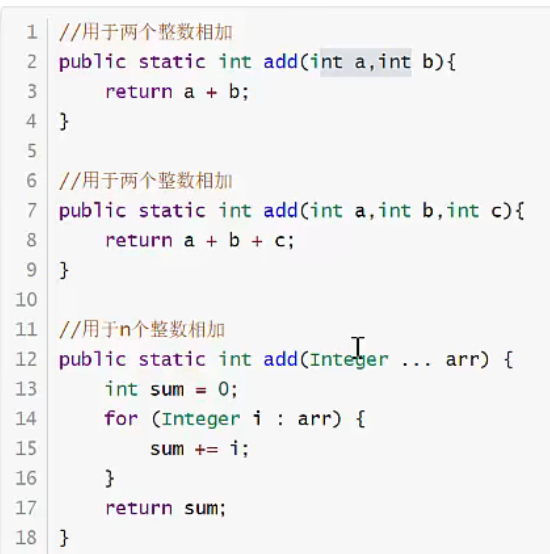 1 //用于两个整数相加
2 public static int add(int a,int b){
3     return a + b;
4 }
5
6 //用于两个整数相加
7 public static int add(int a,int b,int c){
8     return a + b + c;
9 }
10
11 //用于n个整数相加
12 public static int add(Integer ... arr) {
13     int sum = 0;
14     for (Integer i : arr) {
15         sum += i;
16     }
17     return sum;
18 }